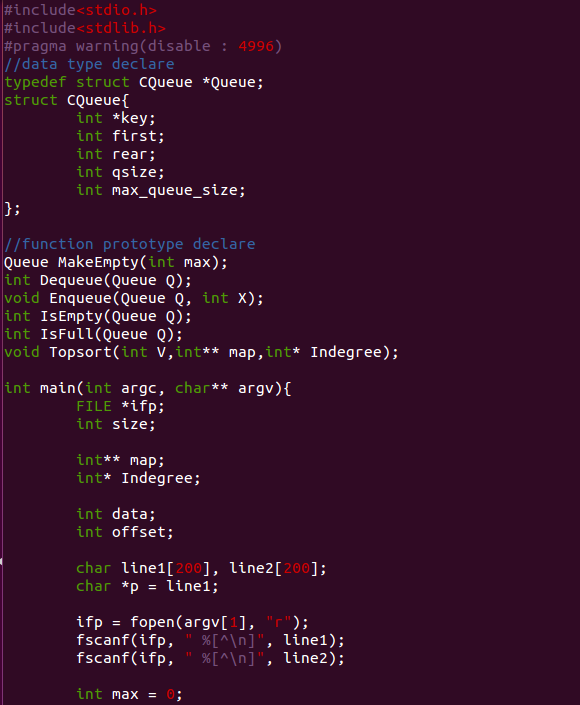 #include<stdio.h>
#include<stdlib.h>
#pragma warning(disable : 4996)
//data type declare
typedef struct CQueue *Queue;
struct CQueue{
        int *key;
        int first;
        int rear;
        int qsize;
        int max_queue_size;
};

//function prototype declare
Queue MakeEmpty(int max);
int Dequeue(Queue Q);
void Enqueue(Queue Q, int X);
int IsEmpty(Queue Q);
int IsFull(Queue Q);
void Topsort(int V,int** map,int* Indegree);

int main(int argc, char** argv){
        FILE *ifp;
        int size;

        int** map;
        int* Indegree;

        int data;
        int offset;

        char line1[200], line2[200];
        char *p = line1;

        ifp = fopen(argv[1], "r");
        fscanf(ifp, " %[^\n]", line1);
        fscanf(ifp, " %[^\n]", line2);

        int max = 0;